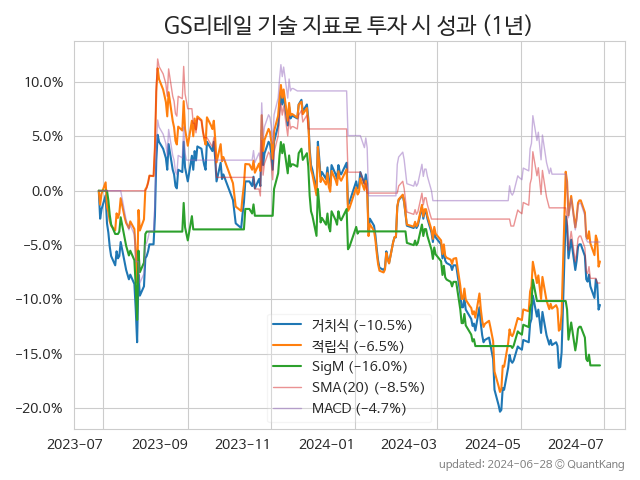 GS리테일 기술 지표로 투자 시 성과 (1년)
10.0%
5.0%
0.0%
−5.0%
−10.0%
−15.0%
−20.0%
거치식 (−10.5%)
적립식 (−6.5%)
SigM (−16.0%)
SMA(20) (−8.5%)
MACD (−4.7%)
2023−07 2023−09 2023−11 2024−01 2024−03 2024−05 2024−07
updated: 2024−06−28 ⓒ QuantKang